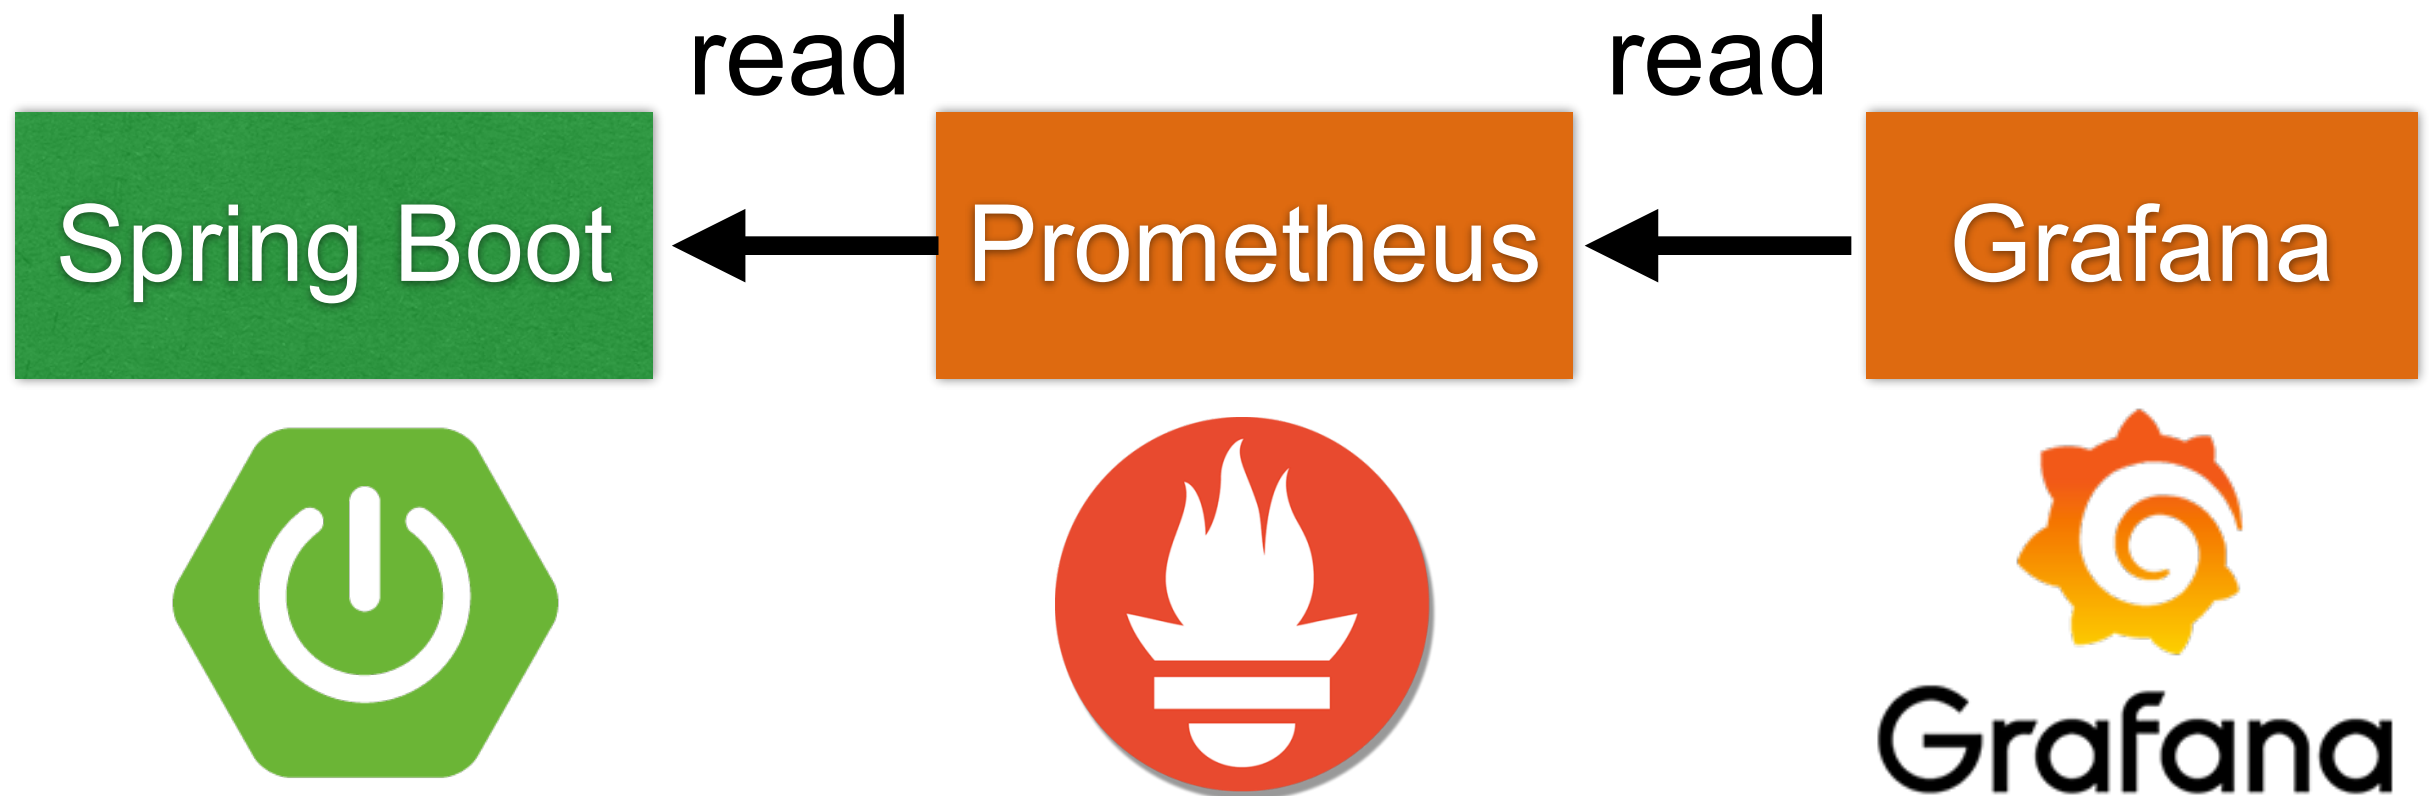 read
read
Spring Boot
Prometheus
Grafana
Grafana